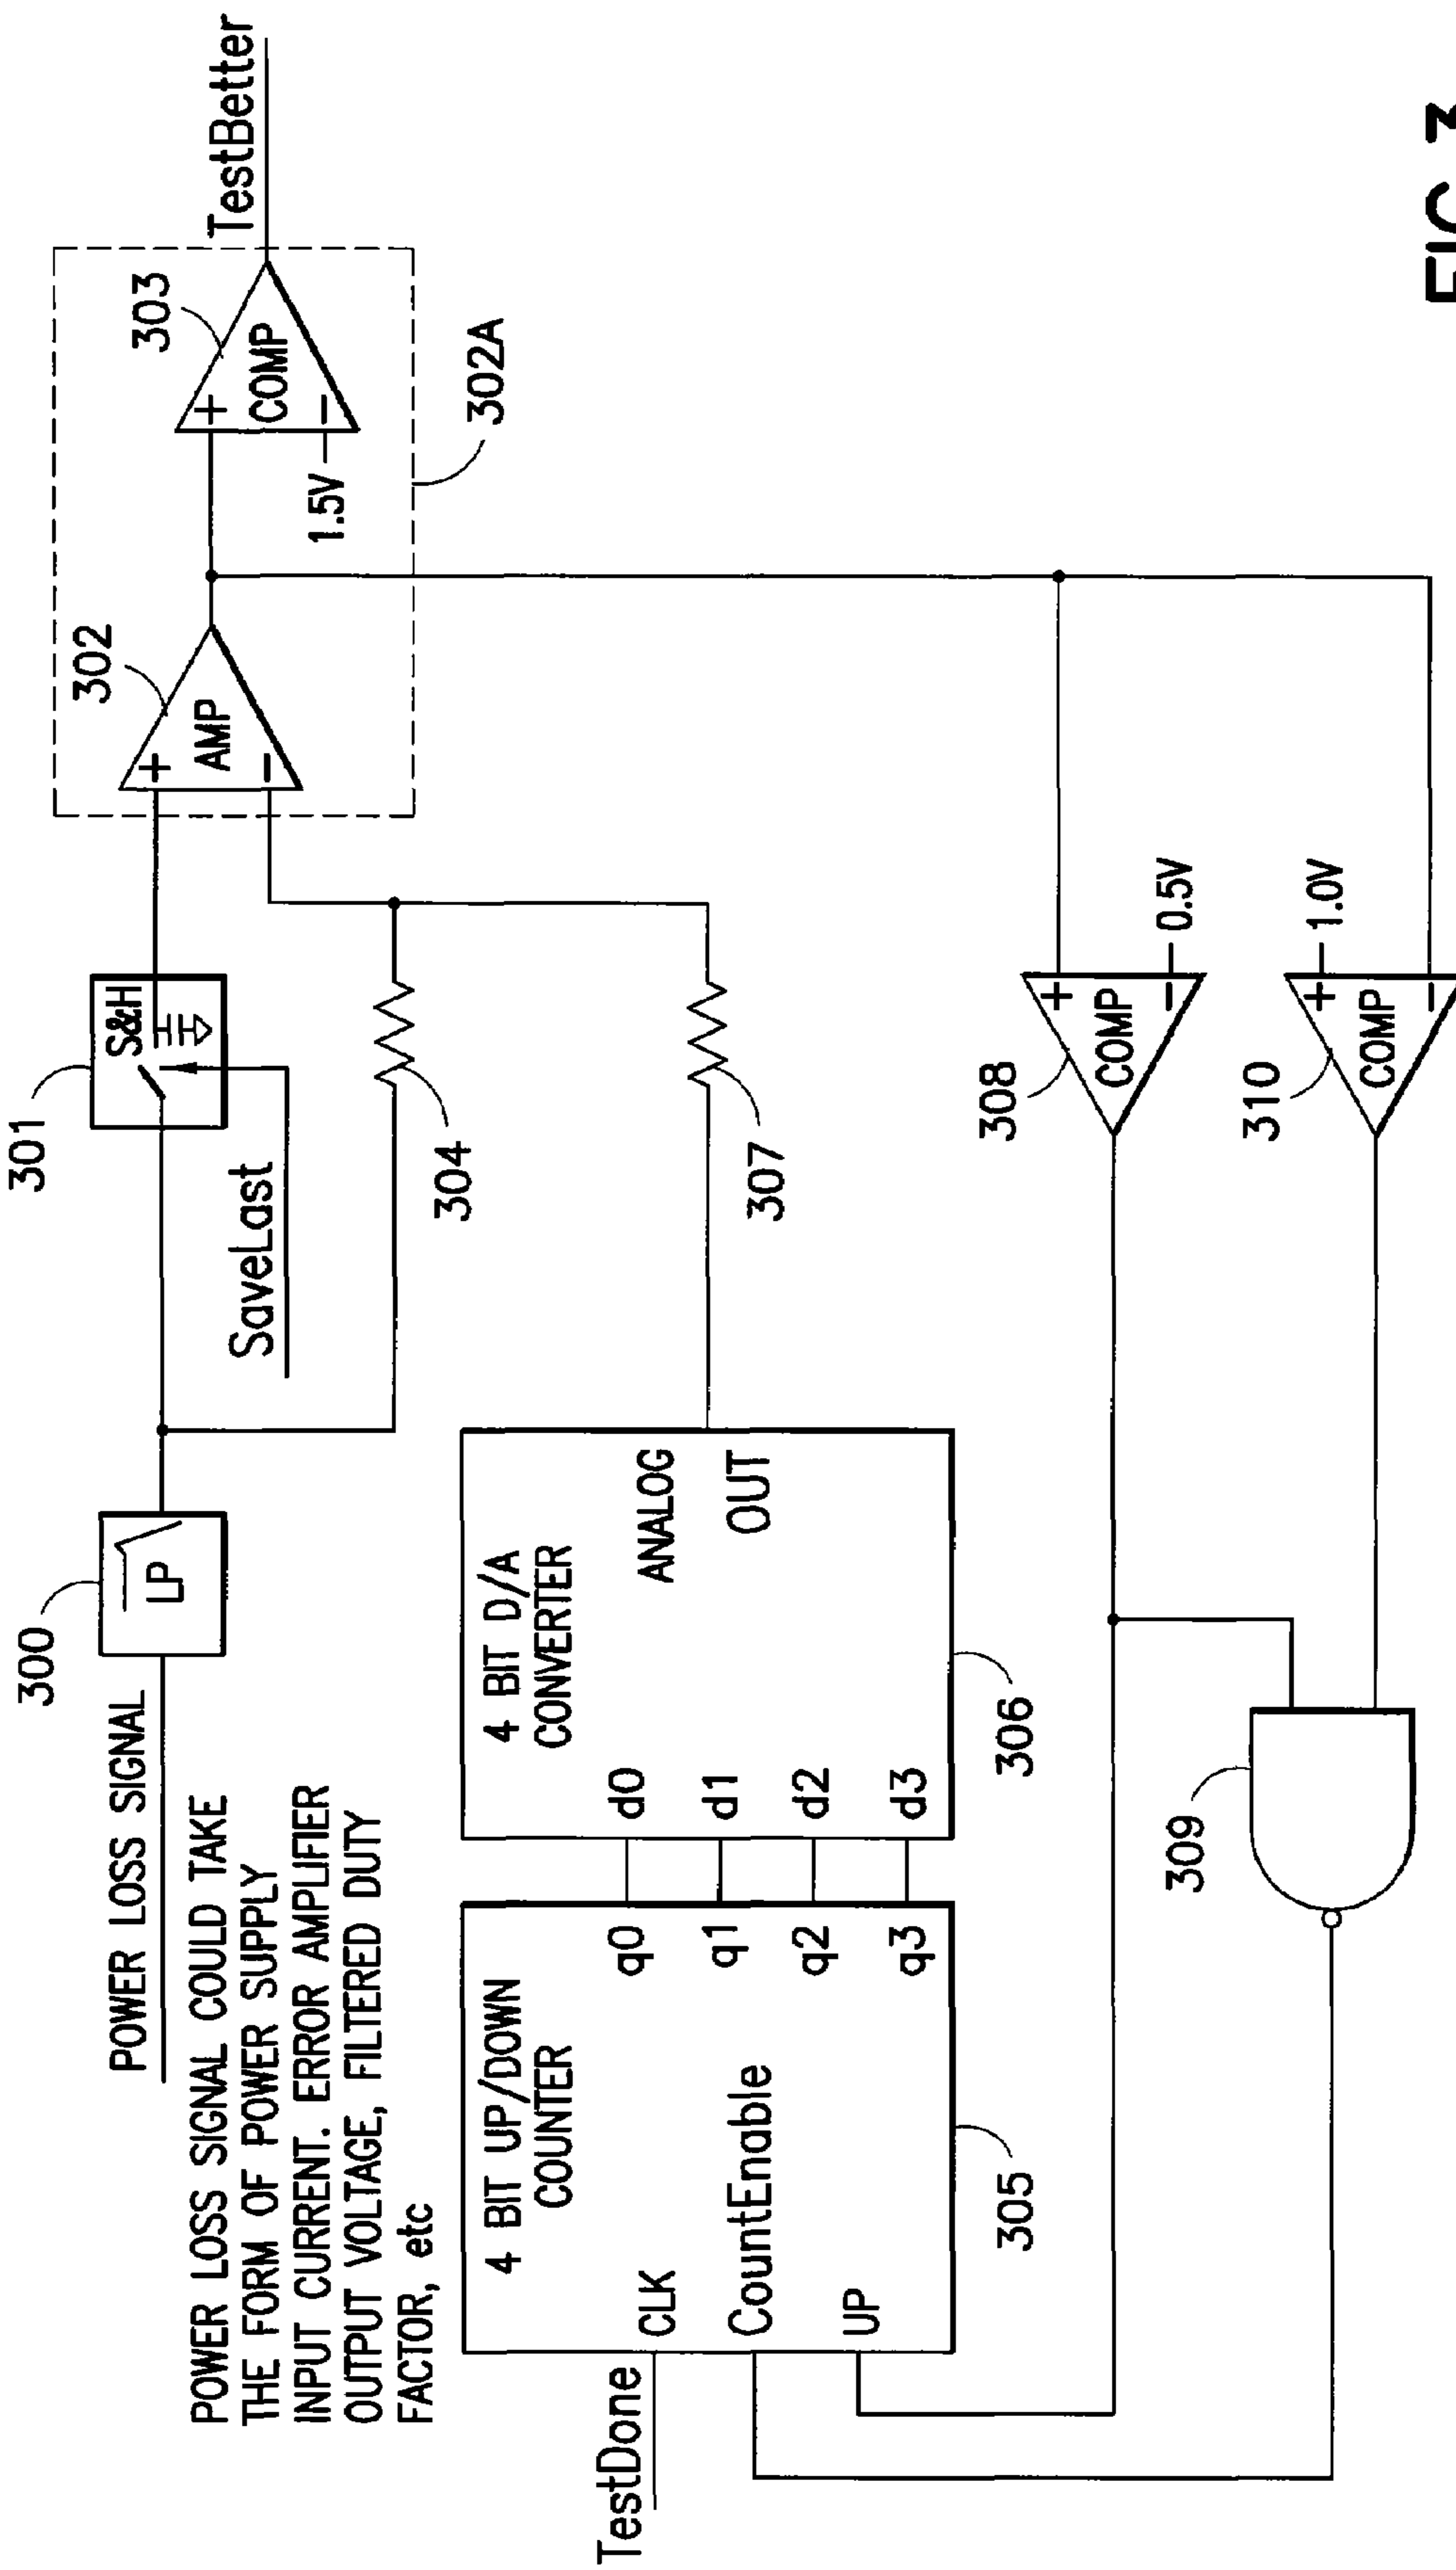 300
POWER LOSS SIGNAL
LP
POWER LOSS SIGNAL COULD TAKE
THE FORM OF POWER SUPPLY
INPUT CURRENT. ERROR AMPLIFIER
OUTPUT VOLTAGE, FILTERED DUTY
FACTOR, etc
301
S&H
SaveLast
302
+
AMP
−
303
+
COMP
−
1.5V
302A
TestBetter
304
307
4 BIT UP/DOWN
COUNTER
TestDone
CLK
CountEnable
UP
q0
q1
q2
q3
305
4 BIT D/A
CONVERTER
d0
d1
d2
d3
ANALOG
OUT
306
308
+
COMP
−
0.5V
310
+
COMP
−
1.0V
309